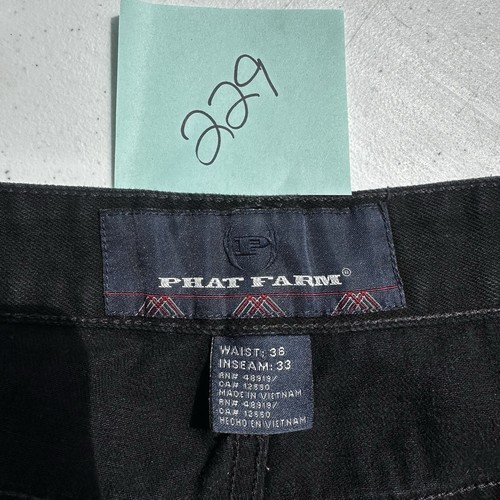 229
P
PHAT FARM®
WAIST: 36
INSEAM: 33
RN# 48919/
CA# 12550
MADE IN VIETNAM
RN# 48919/
CA# 12550
HECHO EN VIETNAM